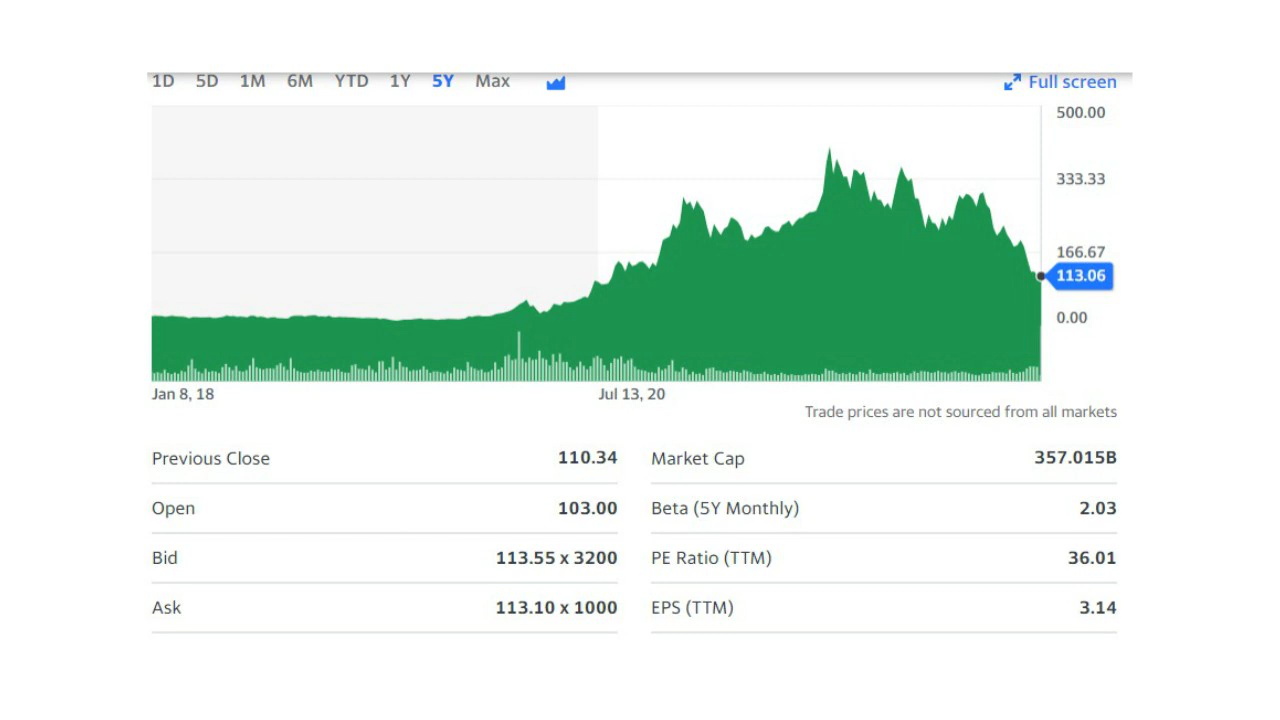 1D 5D 1M 6M YTD 1Y 5Y Max Full screen
500.00
333.33
166.67
113.06
0.00
Jan 8, 18 Jul 13, 20
Trade prices are not sourced from all markets
Previous Close 110.34 Market Cap 357.015B
Open 103.00 Beta (5Y Monthly) 2.03
Bid 113.55 x 3200 PE Ratio (TTM) 36.01
Ask 113.10 x 1000 EPS (TTM) 3.14